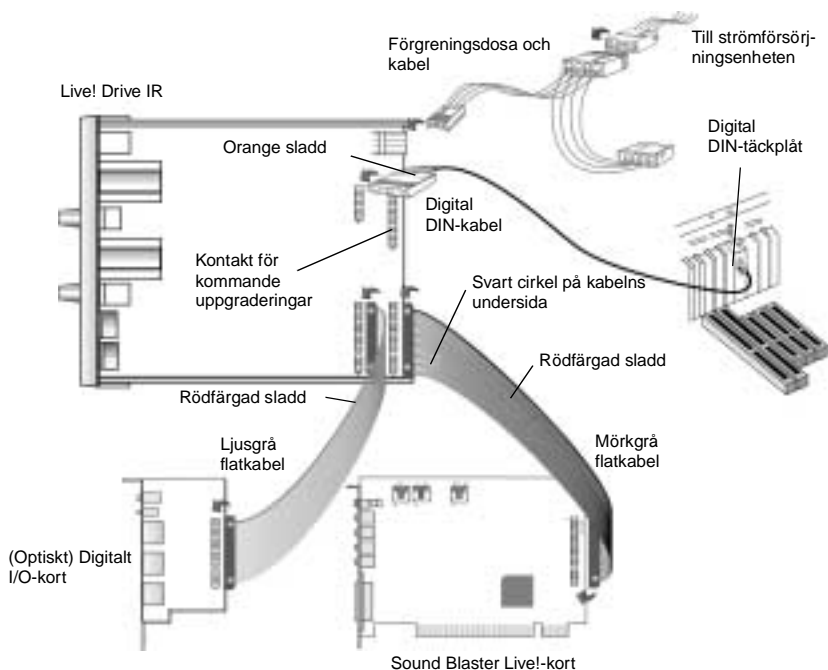 Förgreningsdosa och
kabel
Till strömförsörj-
ningsenheten
Live! Drive IR
Digital
DIN-täckplåt
Orange sladd
Digital
DIN-kabel
Kontakt för
kommande
uppgraderingar
Svart cirkel på kabelns
undersida
Rödfärgad sladd
Rödfärgad sladd
Ljusgrå
flatkabel
Mörkgrå
flatkabel
(Optiskt) Digitalt
I/O-kort
Sound Blaster Live!-kort